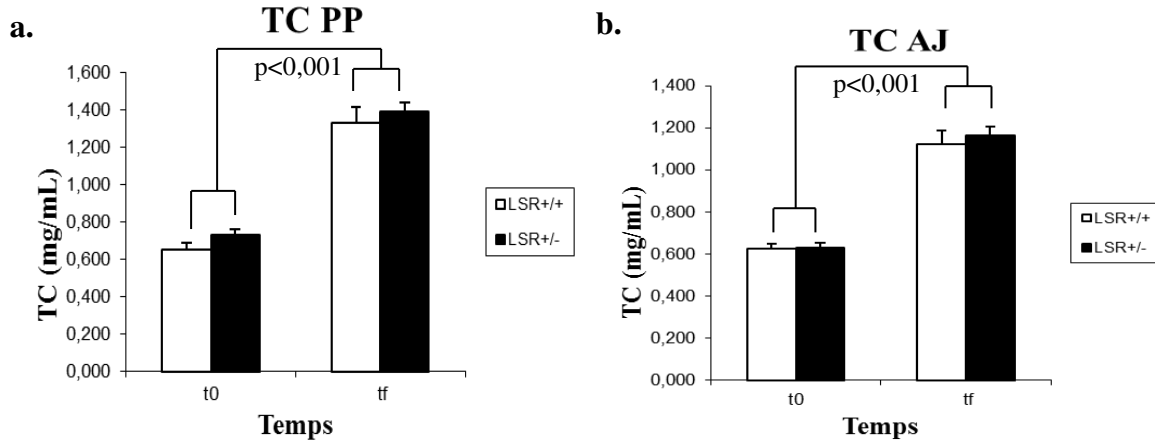 a.
TC PP
p<0,001
1,600
1,400
1,200
1,000
0,800
0,600
0,400
0,200
0,000
TC (mg/mL)
t0
tf
Temps
LSR+/+
LSR+/-
b.
TC AJ
p<0,001
1,400
1,200
1,000
0,800
0,600
0,400
0,200
0,000
TC (mg/mL)
t0
tf
Temps
LSR+/+
LSR+/-